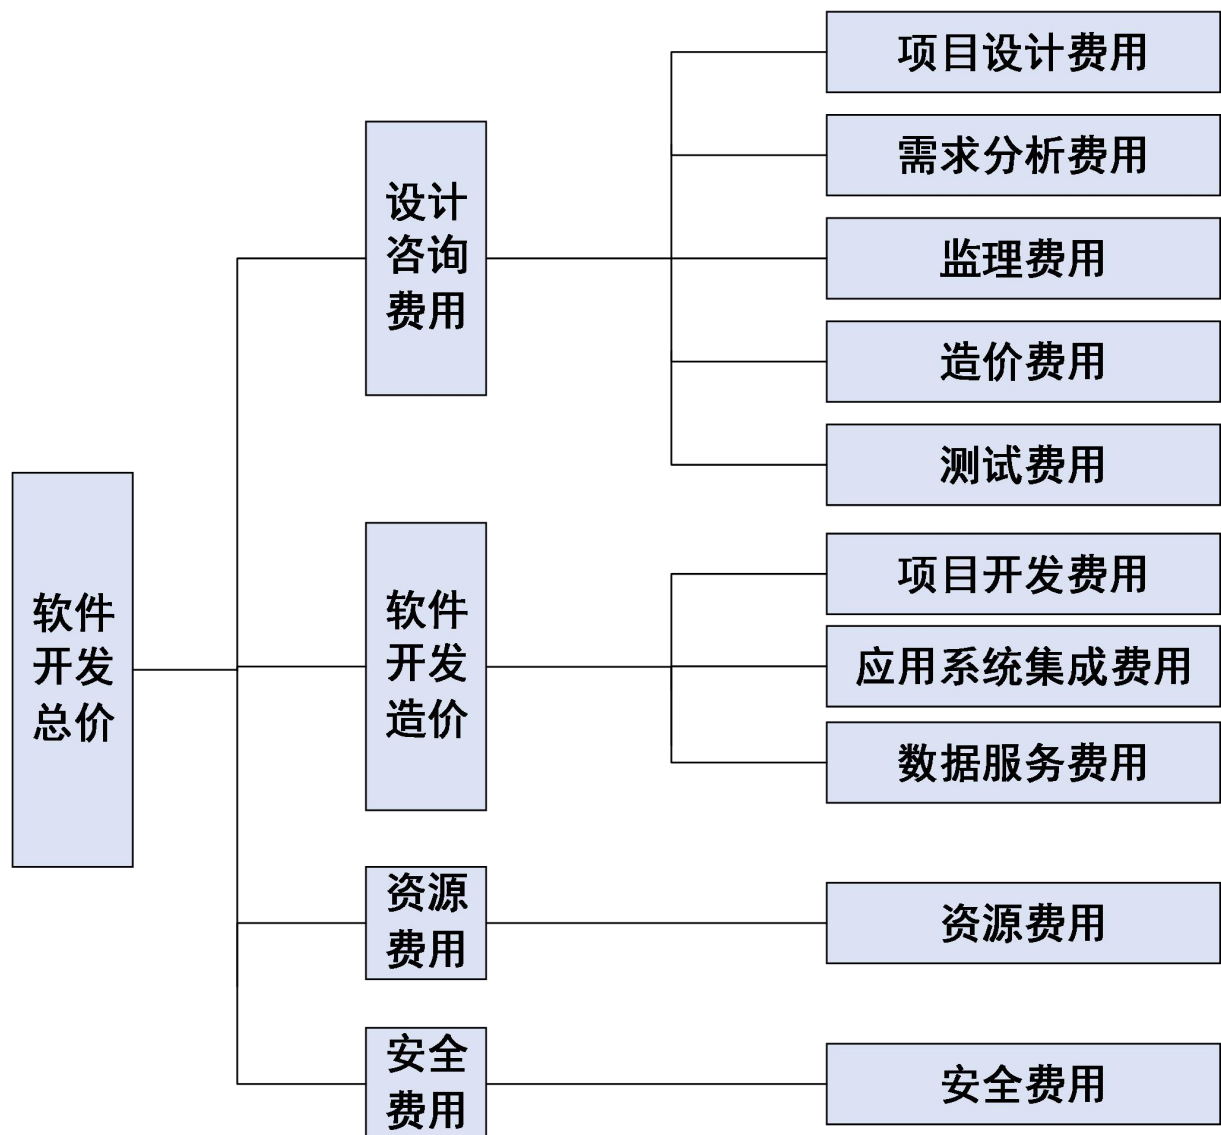 软件
开发
总价
设计
咨询
费用
项目设计费用
需求分析费用
监理费用
造价费用
测试费用
软件
开发
造价
项目开发费用
应用系统集成费用
数据服务费用
资源
费用
资源费用
安全
费用
安全费用